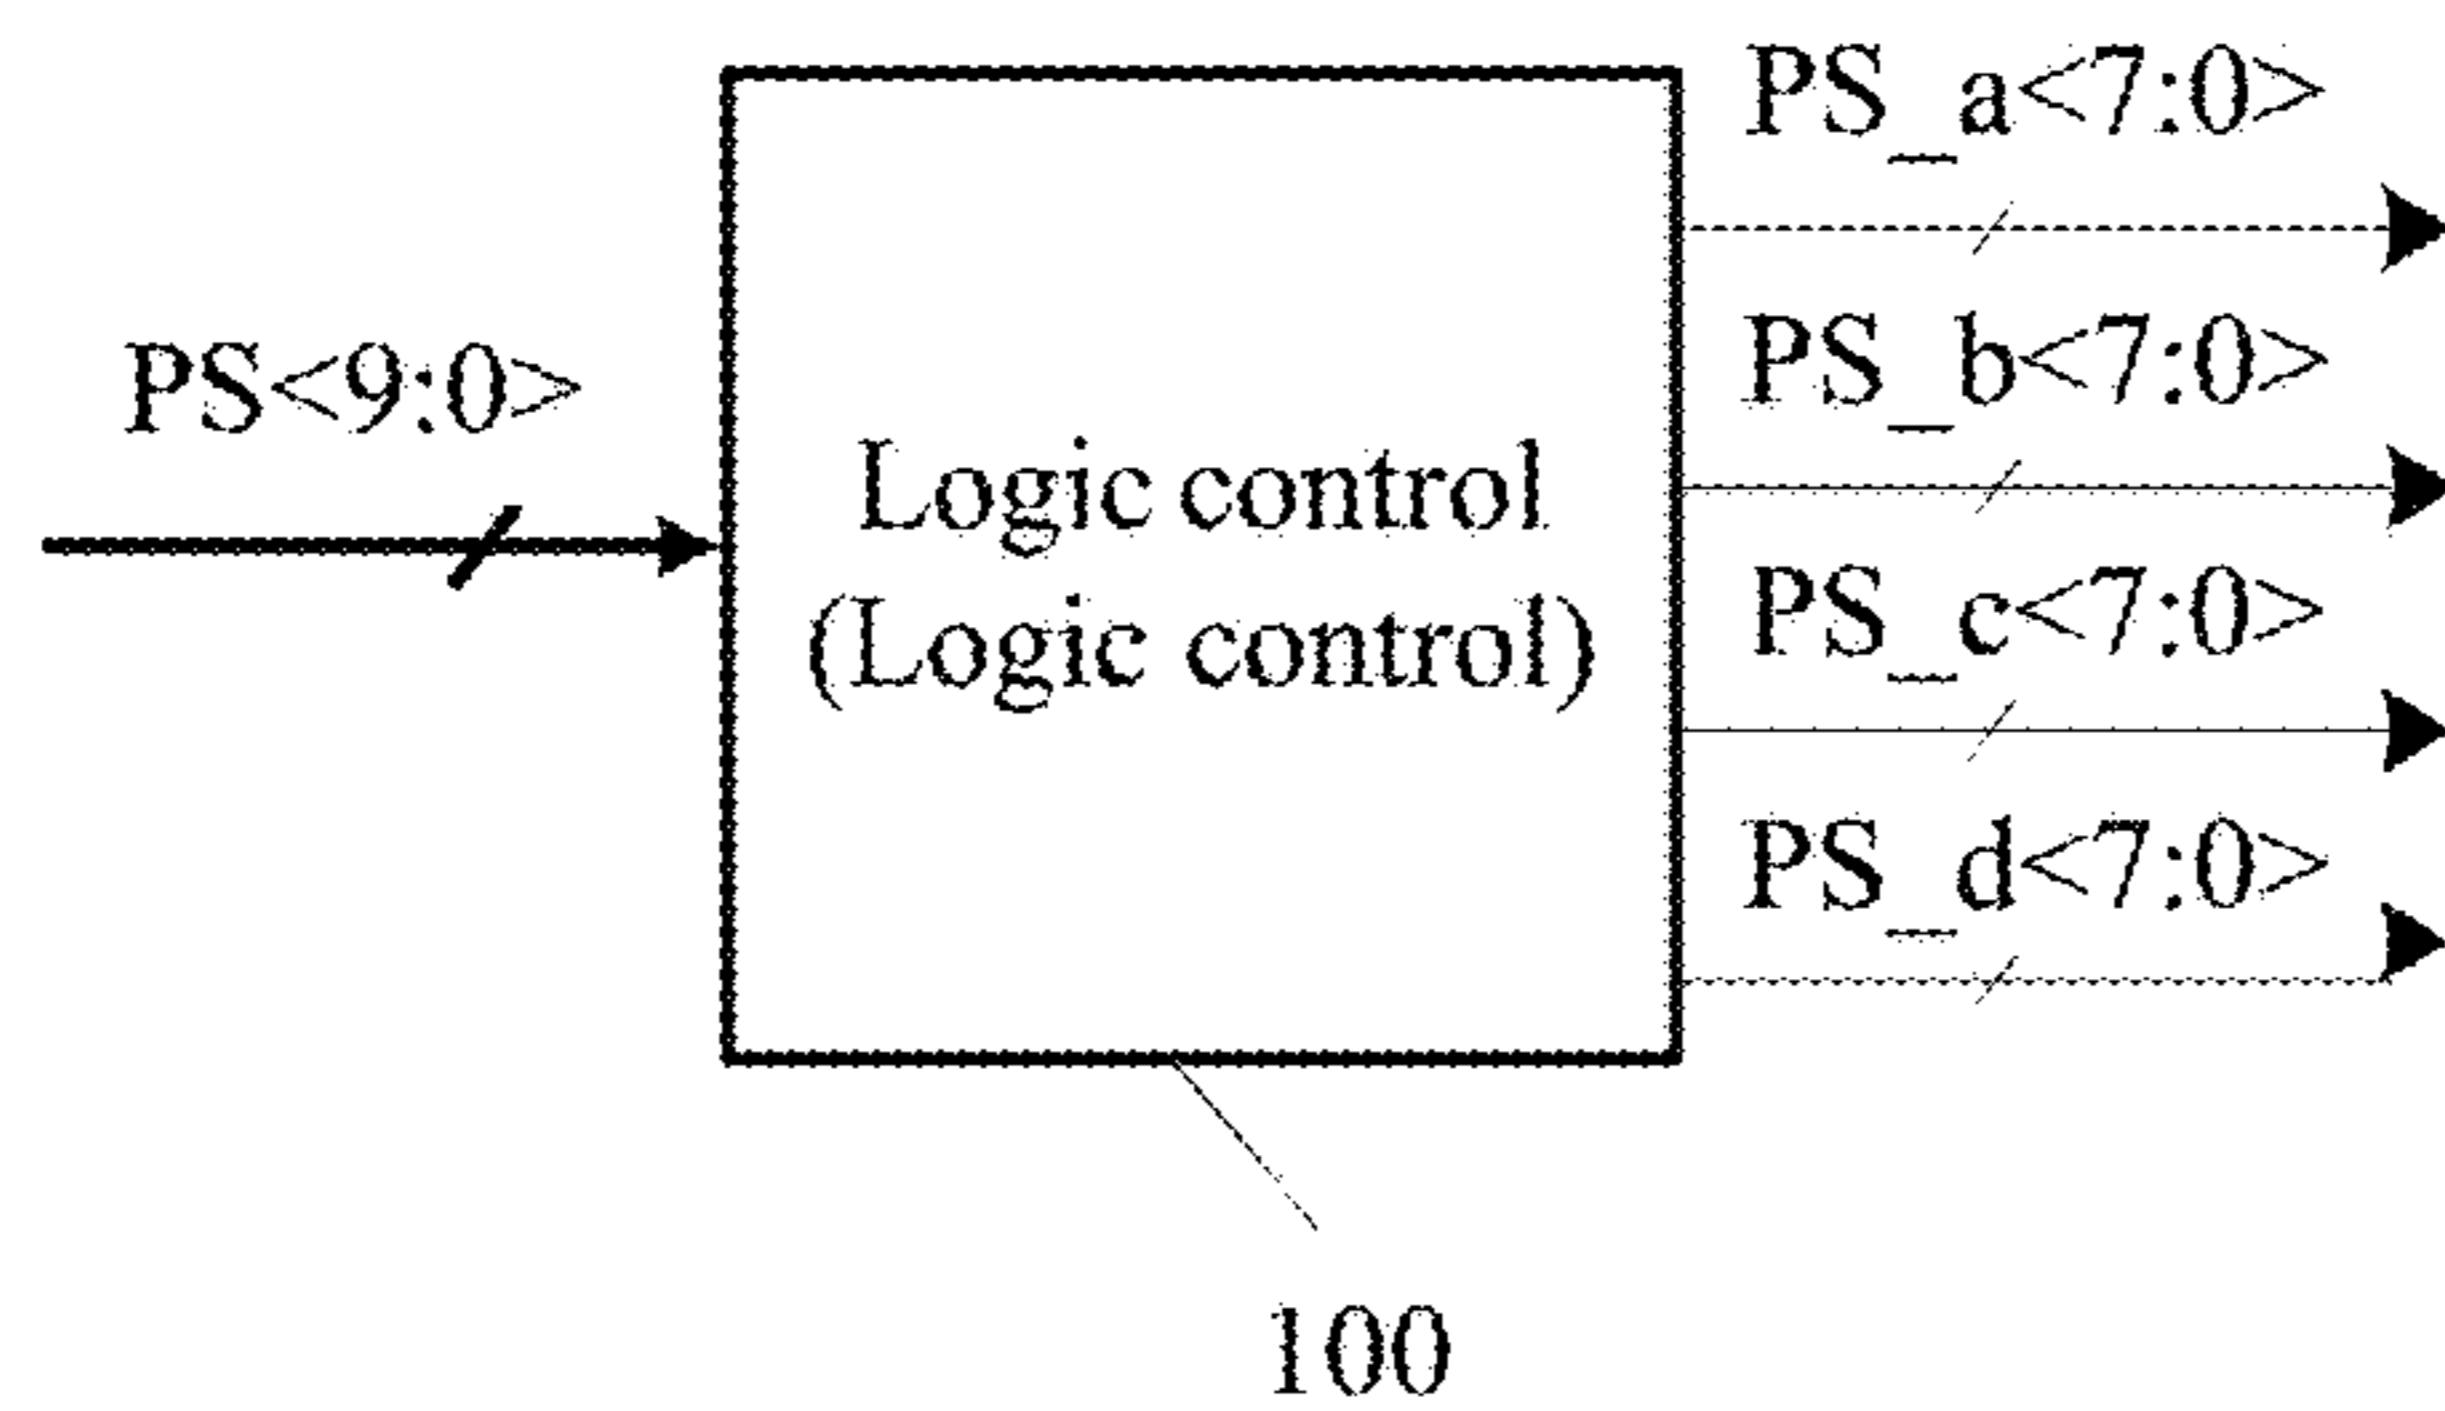 PS<9:0>
Logic control
(Logic control)
PS_a<7:0>
PS_b<7:0>
PS_c<7:0>
PS_d<7:0>
100